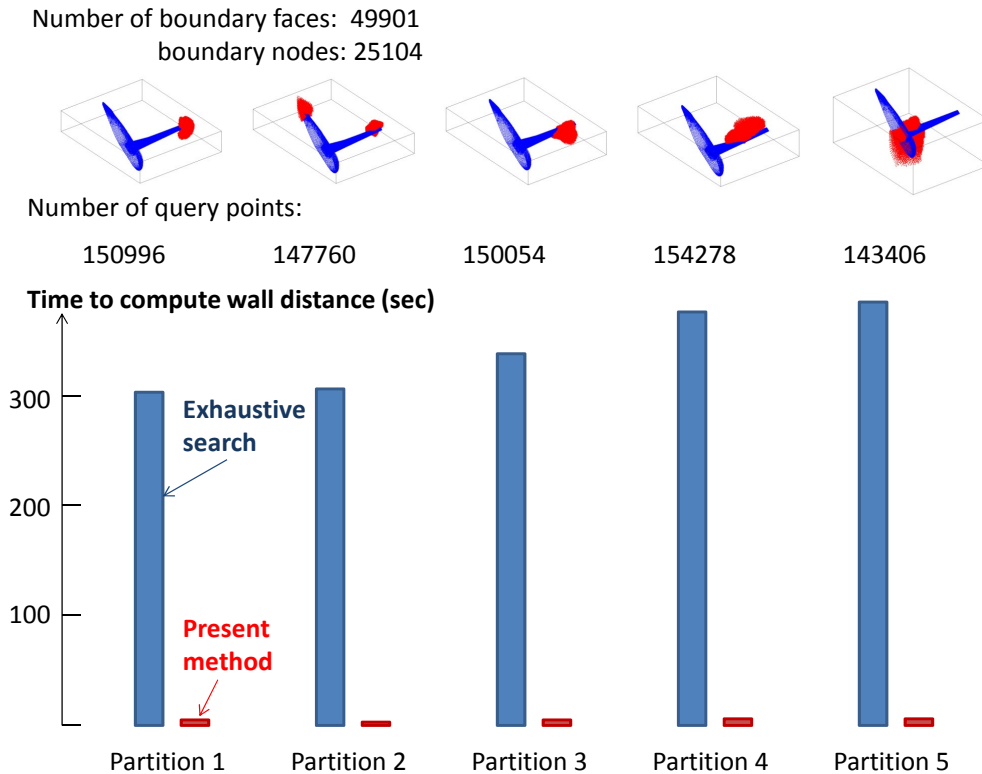 Number of boundary faces: 49901
boundary nodes: 25104
Number of query points:
150996 147760 150054 154278 143406
Time to compute wall distance (sec)
300
Exhaustive
search
200
100
Present
method
Partition 1 Partition 2 Partition 3 Partition 4 Partition 5